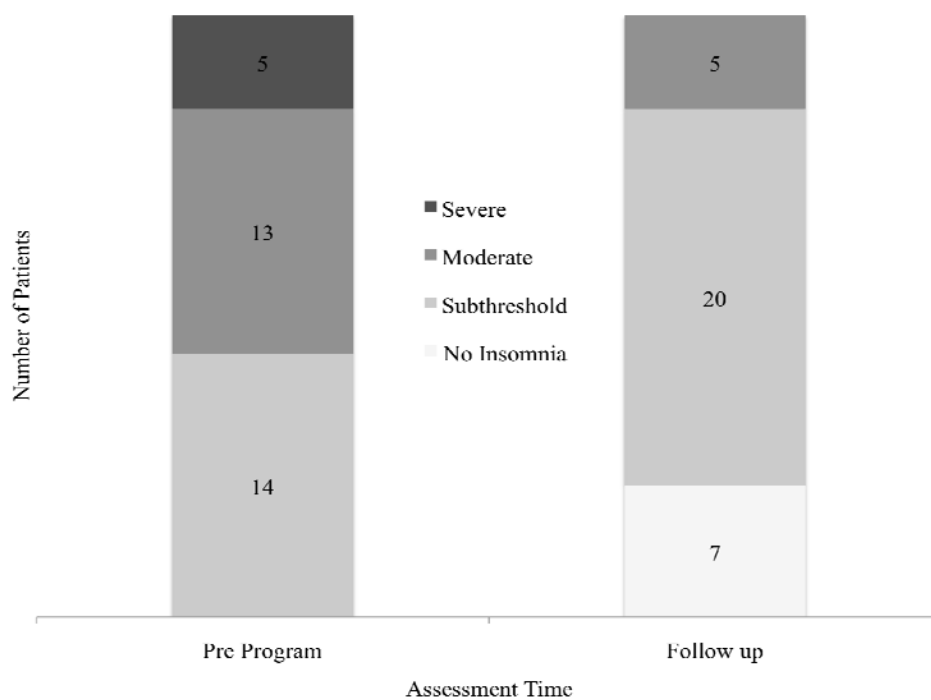 5
13
14
5
20
7
Severe
Moderate
Subthreshold
No Insomnia
Number of Patients
Pre Program
Follow up
Assessment Time